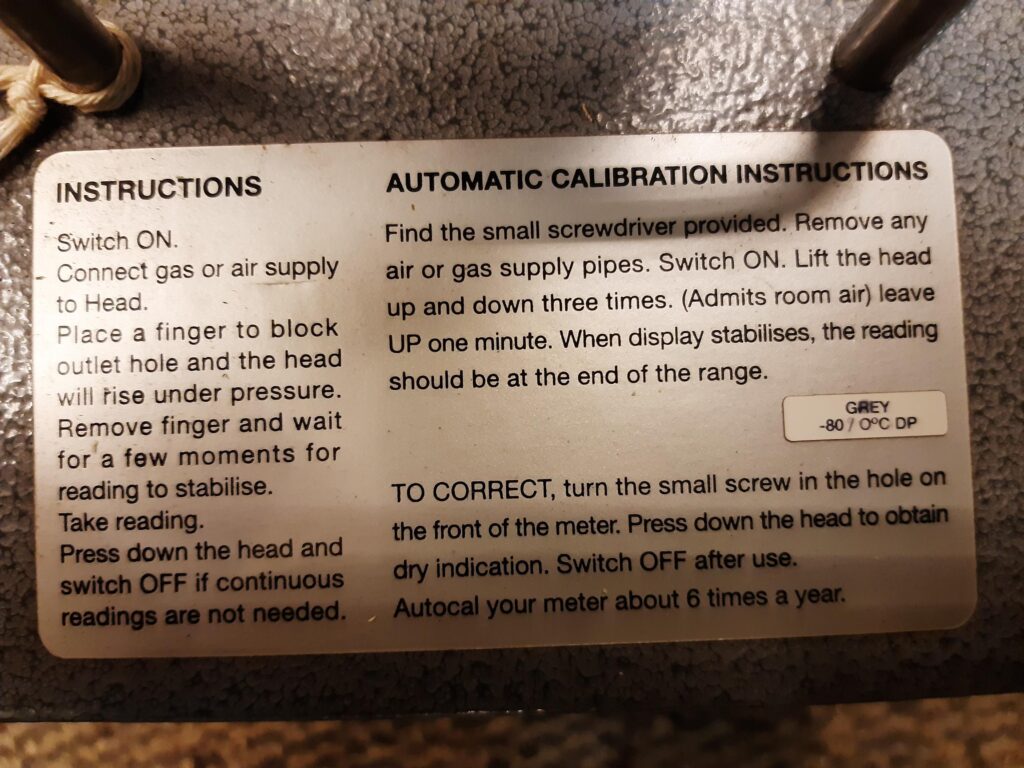 INSTRUCTIONS
Switch ON.
Connect gas or air supply
to Head.
Place a finger to block
outlet hole and the head
will rise under pressure.
Remove finger and wait
for a few moments for
reading to stabilise.
Take reading.
Press down the head and
switch OFF if continuous
readings are not needed.
AUTOMATIC CALIBRATION INSTRUCTIONS
Find the small screwdriver provided. Remove any
air or gas supply pipes. Switch ON. Lift the head
up and down three times. (Admits room air) leave
UP one minute. When display stabilises, the reading
should be at the end of the range.
GREY
-80 / 0ºC DP
TO CORRECT, turn the small screw in the hole on
the front of the meter. Press down the head to obtain
dry indication. Switch OFF after use.
Autocal your meter about 6 times a year.